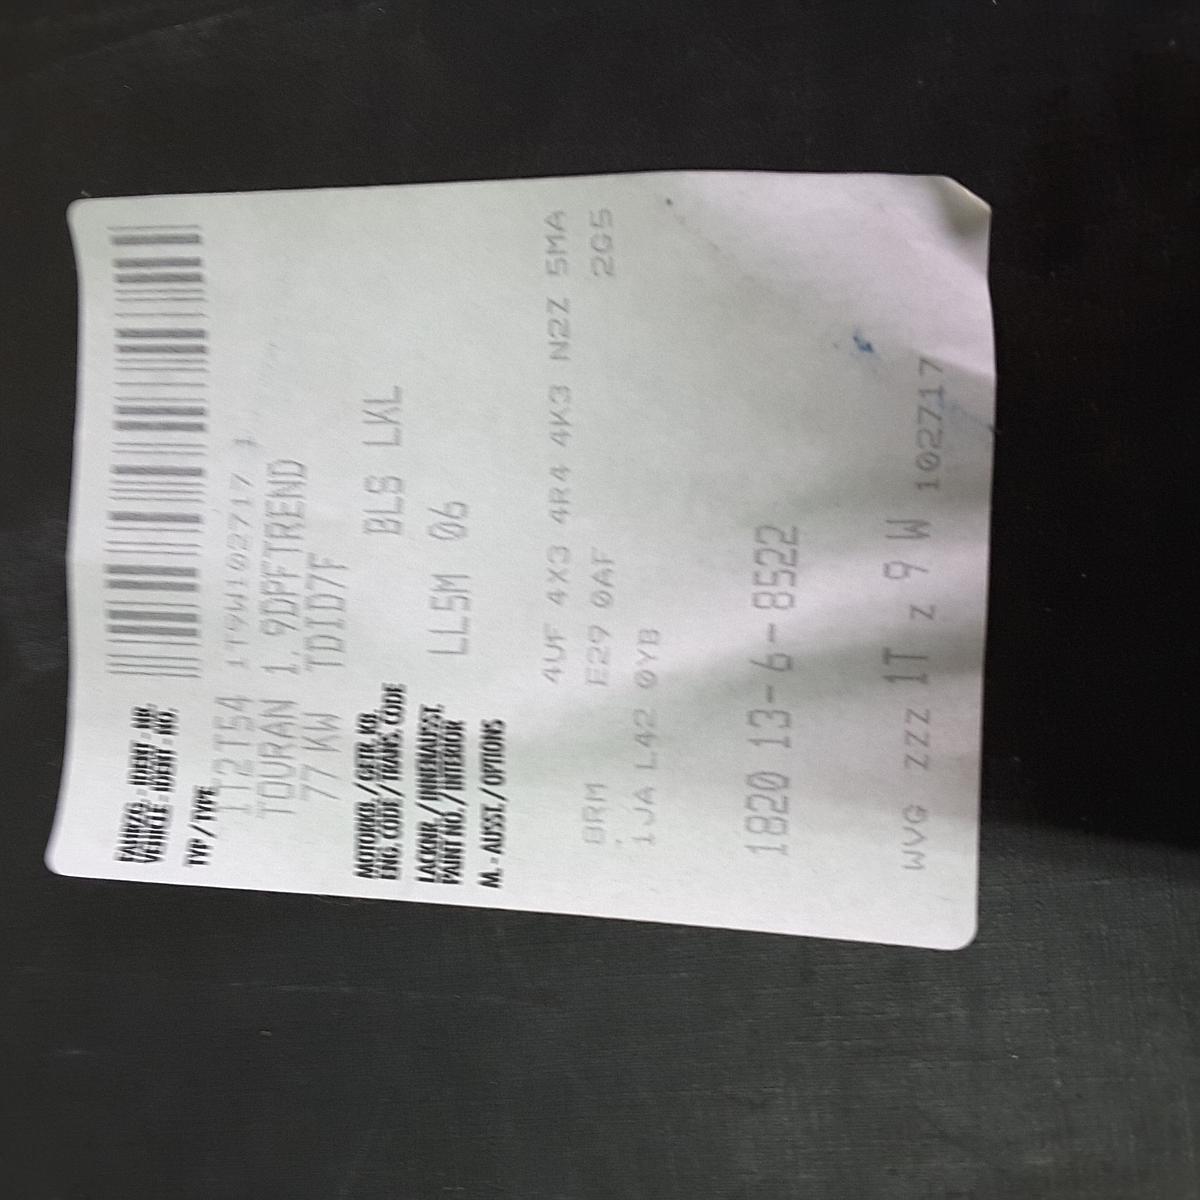 FAHRZG.-IDENT-NR.
VEHICLE-IDENT-NO.
TYP/TYPE
1T2T54 1T9W102717
TOURAN 1.9DPFTREND
77 KW TDID7F
MOTORKB./GETR.KB.
ENG. CODE/TRANS. CODE
BLS LKL
LACKNR./INNENAUSST.
PAINT NO./INTERIOR
LL5M 06
M.-AUSST./OPTIONS
4UF 4X3 4R4 4K3 N2Z 5MA
BRM E29 0AF 2G5
1JA L42 0YB
1820 13-6-8522
WVG ZZZ 1T Z 9 W 102717